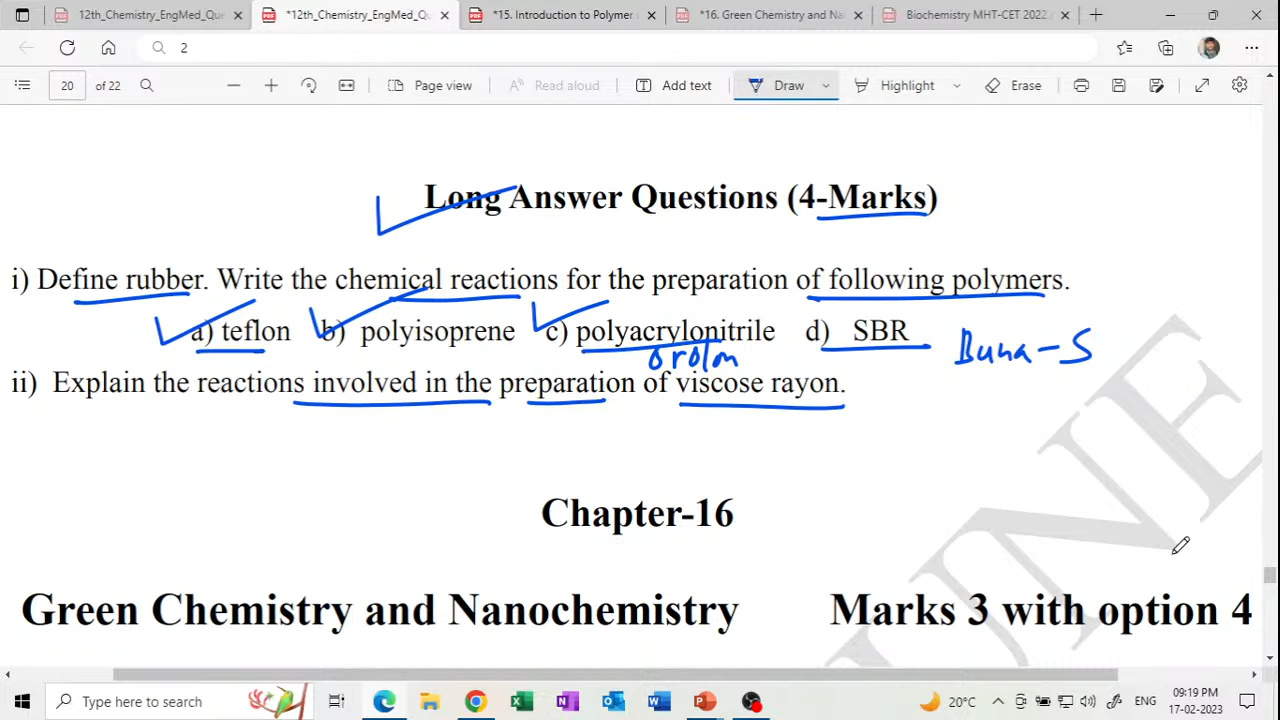 12th_Chemistry_EngMed_Qu
*12th_Chemistry_EngMed_Q
*15. Introduction to Polymer
*16. Green Chemistry and Na
Biochemistry MHT-CET 2022
2
20 of 22
Page view
Read aloud
Add text
Draw
Highlight
Erase
Long Answer Questions (4-Marks)
i) Define rubber. Write the chemical reactions for the preparation of following polymers.
a) teflon b) polyisoprene c) polyacrylonitrile d) SBR Buna-S
orolon
ii) Explain the reactions involved in the preparation of viscose rayon.
Chapter-16
Green Chemistry and Nanochemistry Marks 3 with option 4
UNE
Type here to search
20°C
ENG
09:19 PM
17-02-2023